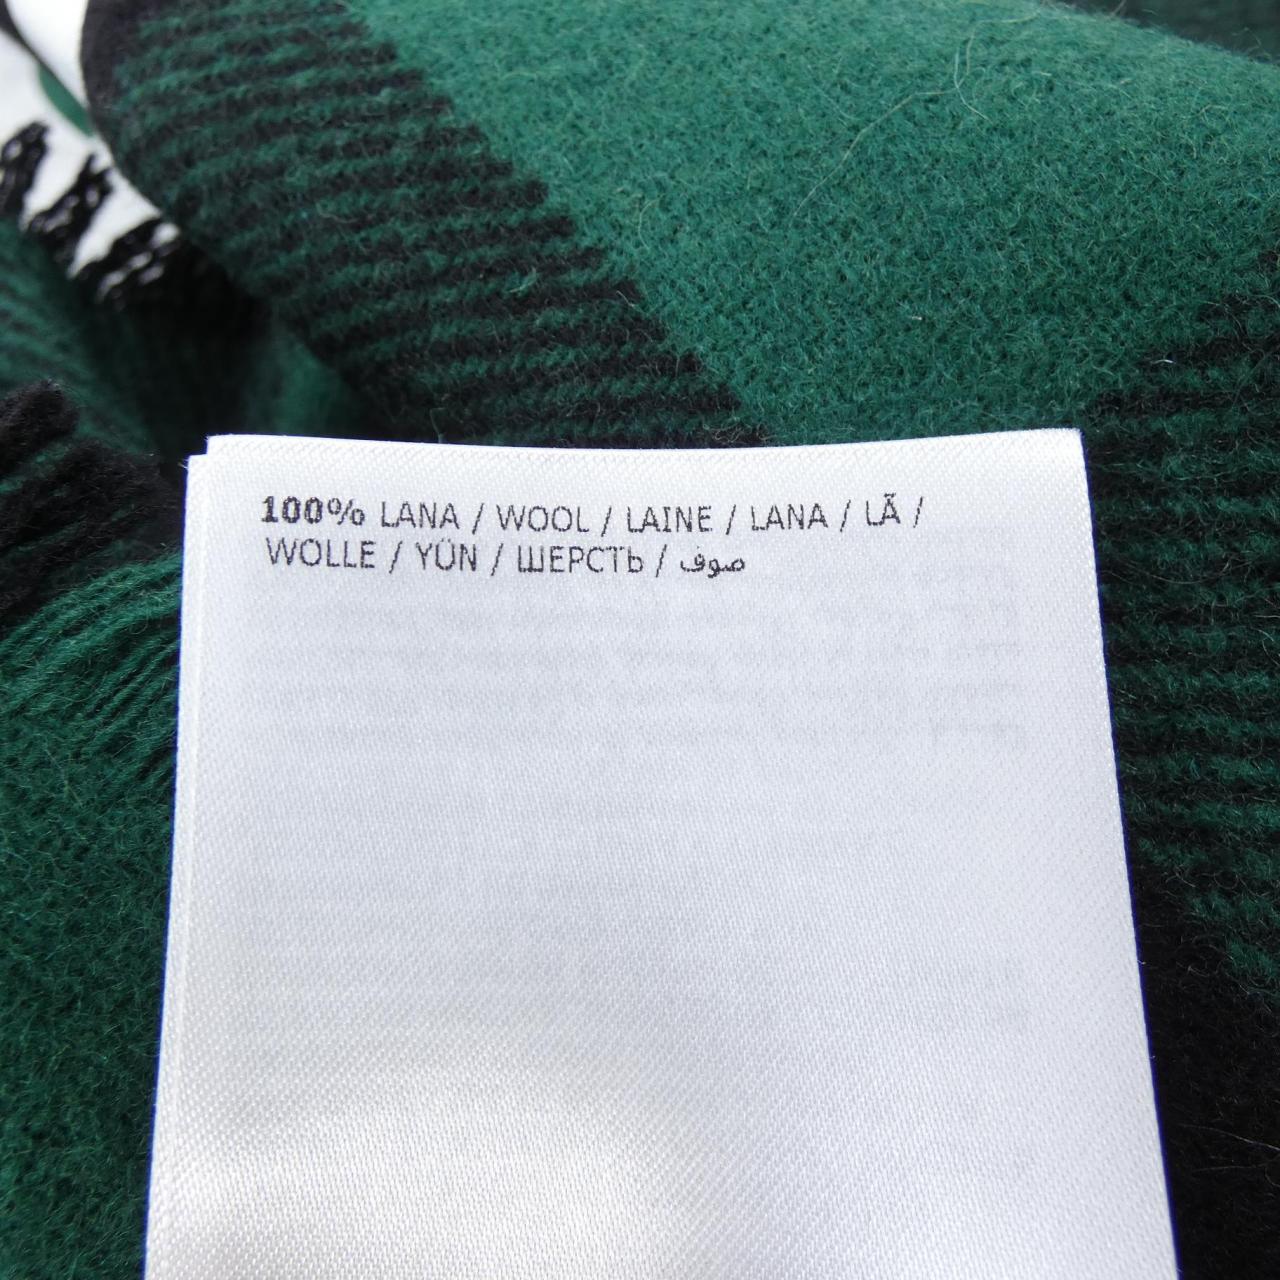 100% LANA / WOOL / LAINE / LANA / LÃ /
WOLLE / YÜN / ШЕРСТЬ / صوف